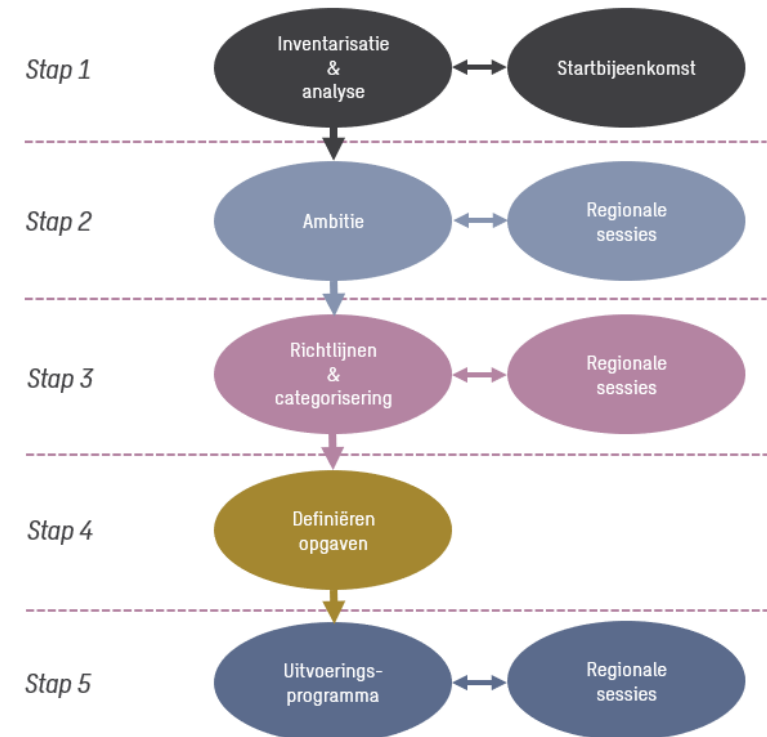 Stap 1
Inventarisatie
&
analyse
Startbijeenkomst
Stap 2
Ambitie
Regionale
sessies
Stap 3
Richtlijnen
&
categorisering
Regionale
sessies
Stap 4
Definiëren
opgaven
Stap 5
Uitvoerings-
programma
Regionale
sessies